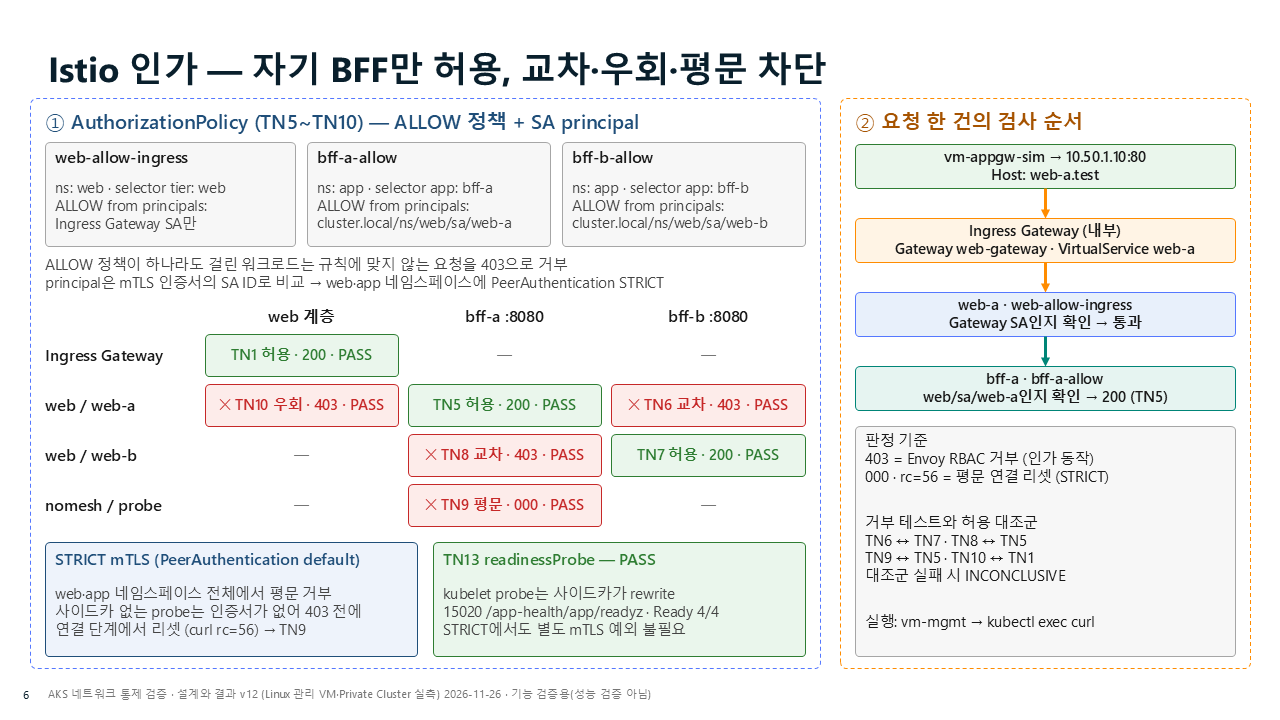 Istio 인가 — 자기 BFF만 허용, 교차·우회·평문 차단
① AuthorizationPolicy (TN5~TN10) — ALLOW 정책 + SA principal
web-allow-ingress
ns: web · selector tier: web
ALLOW from principals:
Ingress Gateway SA만
bff-a-allow
ns: app · selector app: bff-a
ALLOW from principals:
cluster.local/ns/web/sa/web-a
bff-b-allow
ns: app · selector app: bff-b
ALLOW from principals:
cluster.local/ns/web/sa/web-b
ALLOW 정책이 하나라도 걸린 워크로드는 규칙에 맞지 않는 요청을 403으로 거부
principal은 mTLS 인증서의 SA ID로 비교 → web·app 네임스페이스에 PeerAuthentication STRICT
web 계층 bff-a :8080 bff-b :8080
Ingress Gateway TN1 허용 · 200 · PASS — —
web / web-a ✕ TN10 우회 · 403 · PASS TN5 허용 · 200 · PASS ✕ TN6 교차 · 403 · PASS
web / web-b — ✕ TN8 교차 · 403 · PASS TN7 허용 · 200 · PASS
nomesh / probe — ✕ TN9 평문 · 000 · PASS —
STRICT mTLS (PeerAuthentication default)
web·app 네임스페이스 전체에서 평문 거부
사이드카 없는 probe는 인증서가 없어 403 전에
연결 단계에서 리셋 (curl rc=56) → TN9
TN13 readinessProbe — PASS
kubelet probe는 사이드카가 rewrite
15020 /app-health/app/readyz · Ready 4/4
STRICT에서도 별도 mTLS 예외 불필요
② 요청 한 건의 검사 순서
vm-appgw-sim → 10.50.1.10:80
Host: web-a.test
Ingress Gateway (내부)
Gateway web-gateway · VirtualService web-a
web-a · web-allow-ingress
Gateway SA인지 확인 → 통과
bff-a · bff-a-allow
web/sa/web-a인지 확인 → 200 (TN5)
판정 기준
403 = Envoy RBAC 거부 (인가 동작)
000 · rc=56 = 평문 연결 리셋 (STRICT)
거부 테스트와 허용 대조군
TN6 ↔ TN7 · TN8 ↔ TN5
TN9 ↔ TN5 · TN10 ↔ TN1
대조군 실패 시 INCONCLUSIVE
실행: vm-mgmt → kubectl exec curl
6 AKS 네트워크 통제 검증 · 설계와 결과 v12 (Linux 관리 VM·Private Cluster 실측) 2026-11-26 · 기능 검증용(성능 검증 아님)